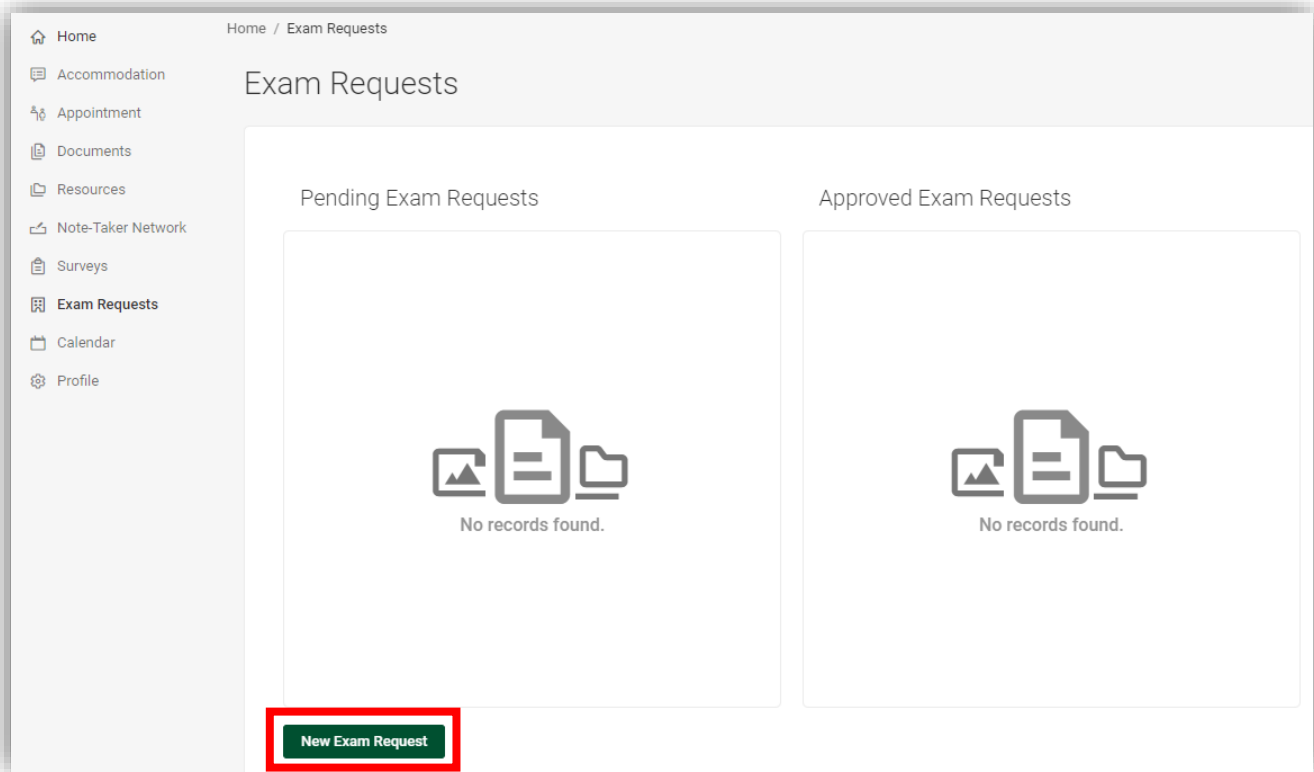 Home
Accommodation
Appointment
Documents
Resources
Note-Taker Network
Surveys
Exam Requests
Calendar
Profile
Home / Exam Requests
Exam Requests
Pending Exam Requests
No records found.
Approved Exam Requests
No records found.
New Exam Request